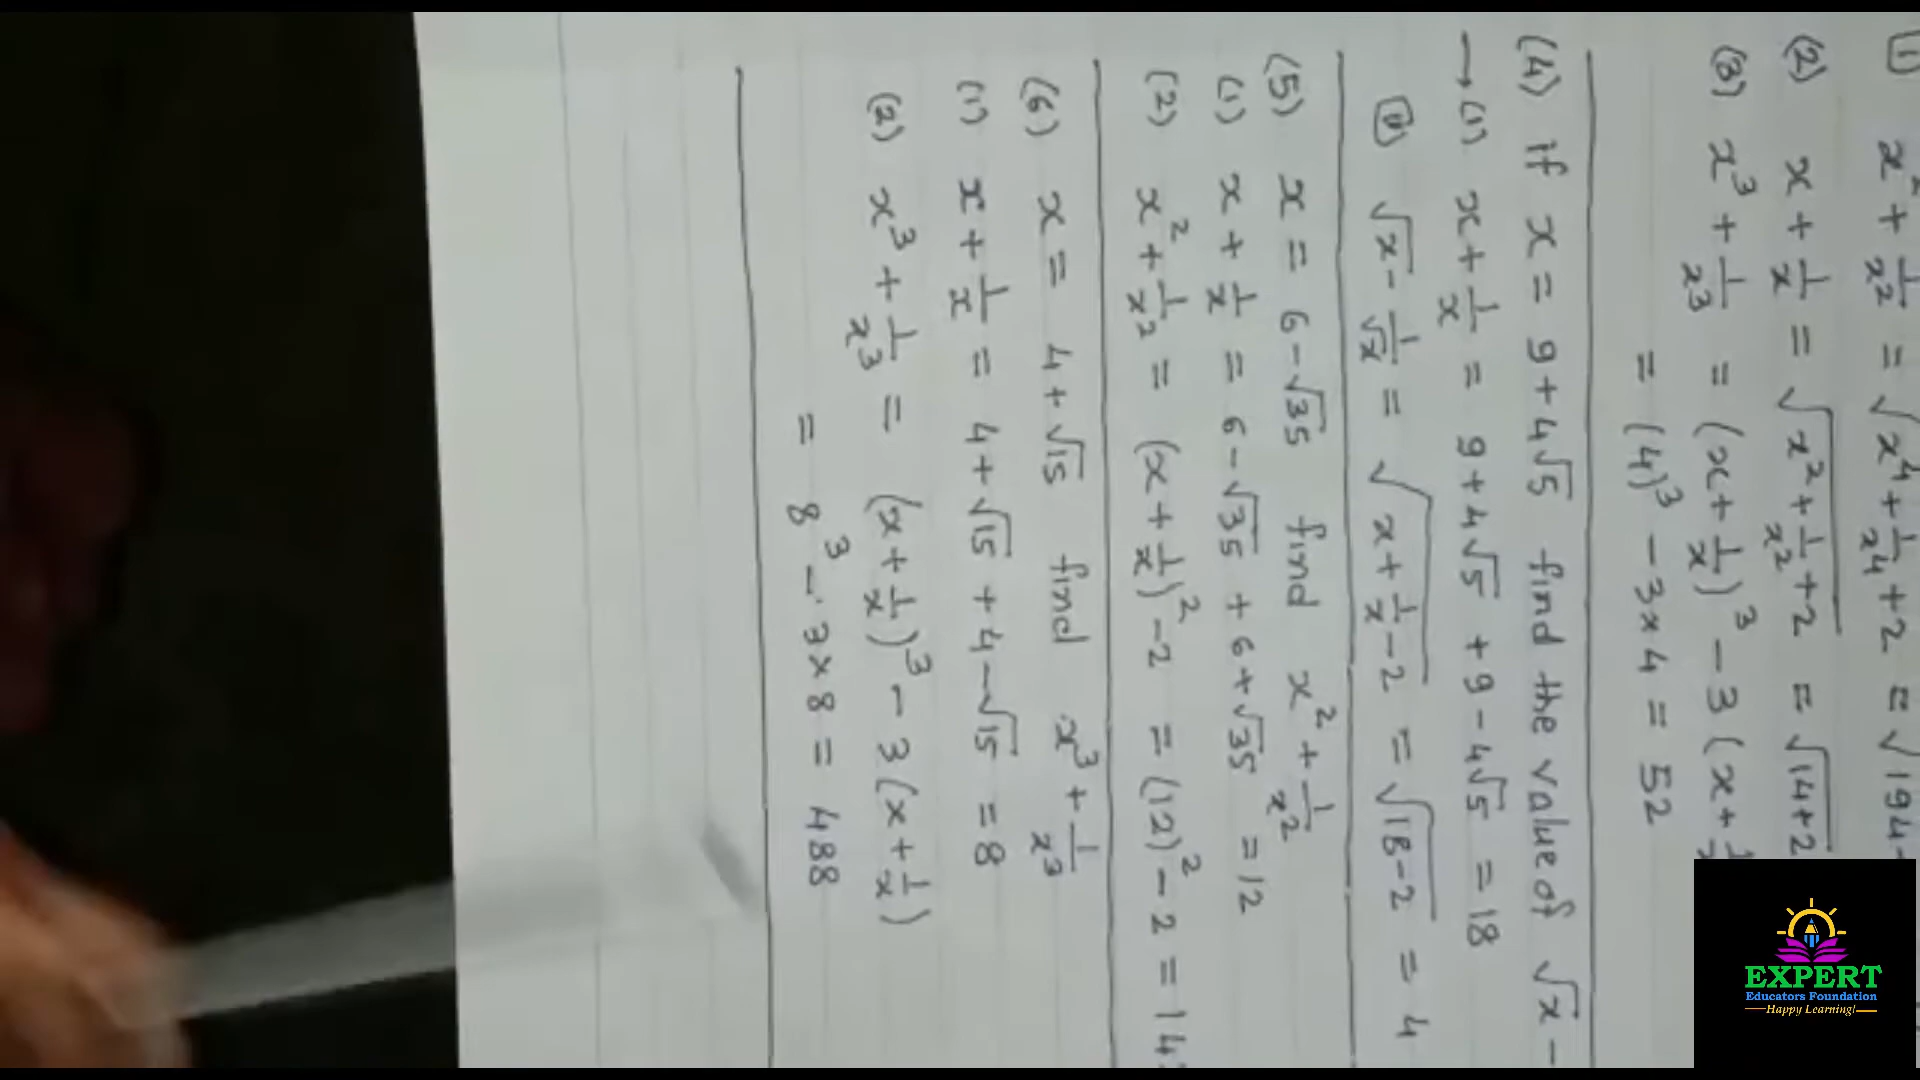 1 x² + 1/x² = √x⁴ + 1/x⁴ + 2 = √194
(2) x + 1/x = √x² + 1/x² + 2 = √14+2
(3) x³ + 1/x³ = (x + 1/x)³ - 3(x +
= (4)³ - 3×4 = 52
(4) if x = 9+4√5 find the value of √x -
→ (1) x + 1/x = 9+4√5 + 9-4√5 = 18
√x - 1/√x = √x + 1/x - 2 = √18-2 = 4
(5) x = 6-√35 find x² + 1/x²
(1) x + 1/x = 6-√35 + 6+√35 = 12
(2) x² + 1/x² = (x + 1/x)² - 2 = (12)² - 2 = 14
(6) x = 4+√15 find x³ + 1/x³
(1) x + 1/x = 4+√15 + 4-√15 = 8
(2) x³ + 1/x³ = (x + 1/x)³ - 3(x + 1/x)
= 8³ - 3×8 = 488
EXPERT
Educators Foundation
Happy Learning!